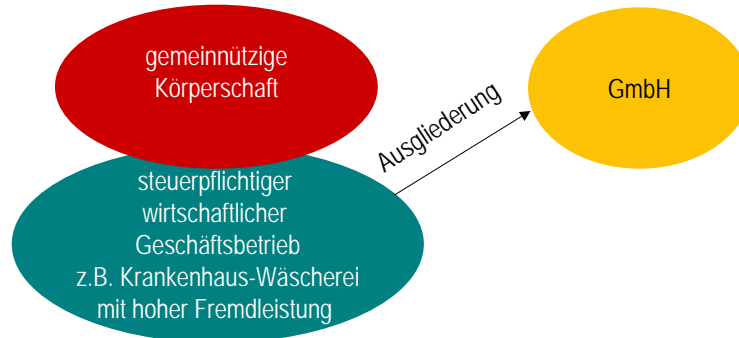 gemeinnützige
Körperschaft
GmbH
Ausgliederung
steuerpflichtiger
wirtschaftlicher
Geschäftsbetrieb
z.B. Krankenhaus-Wäscherei
mit hoher Fremdleistung